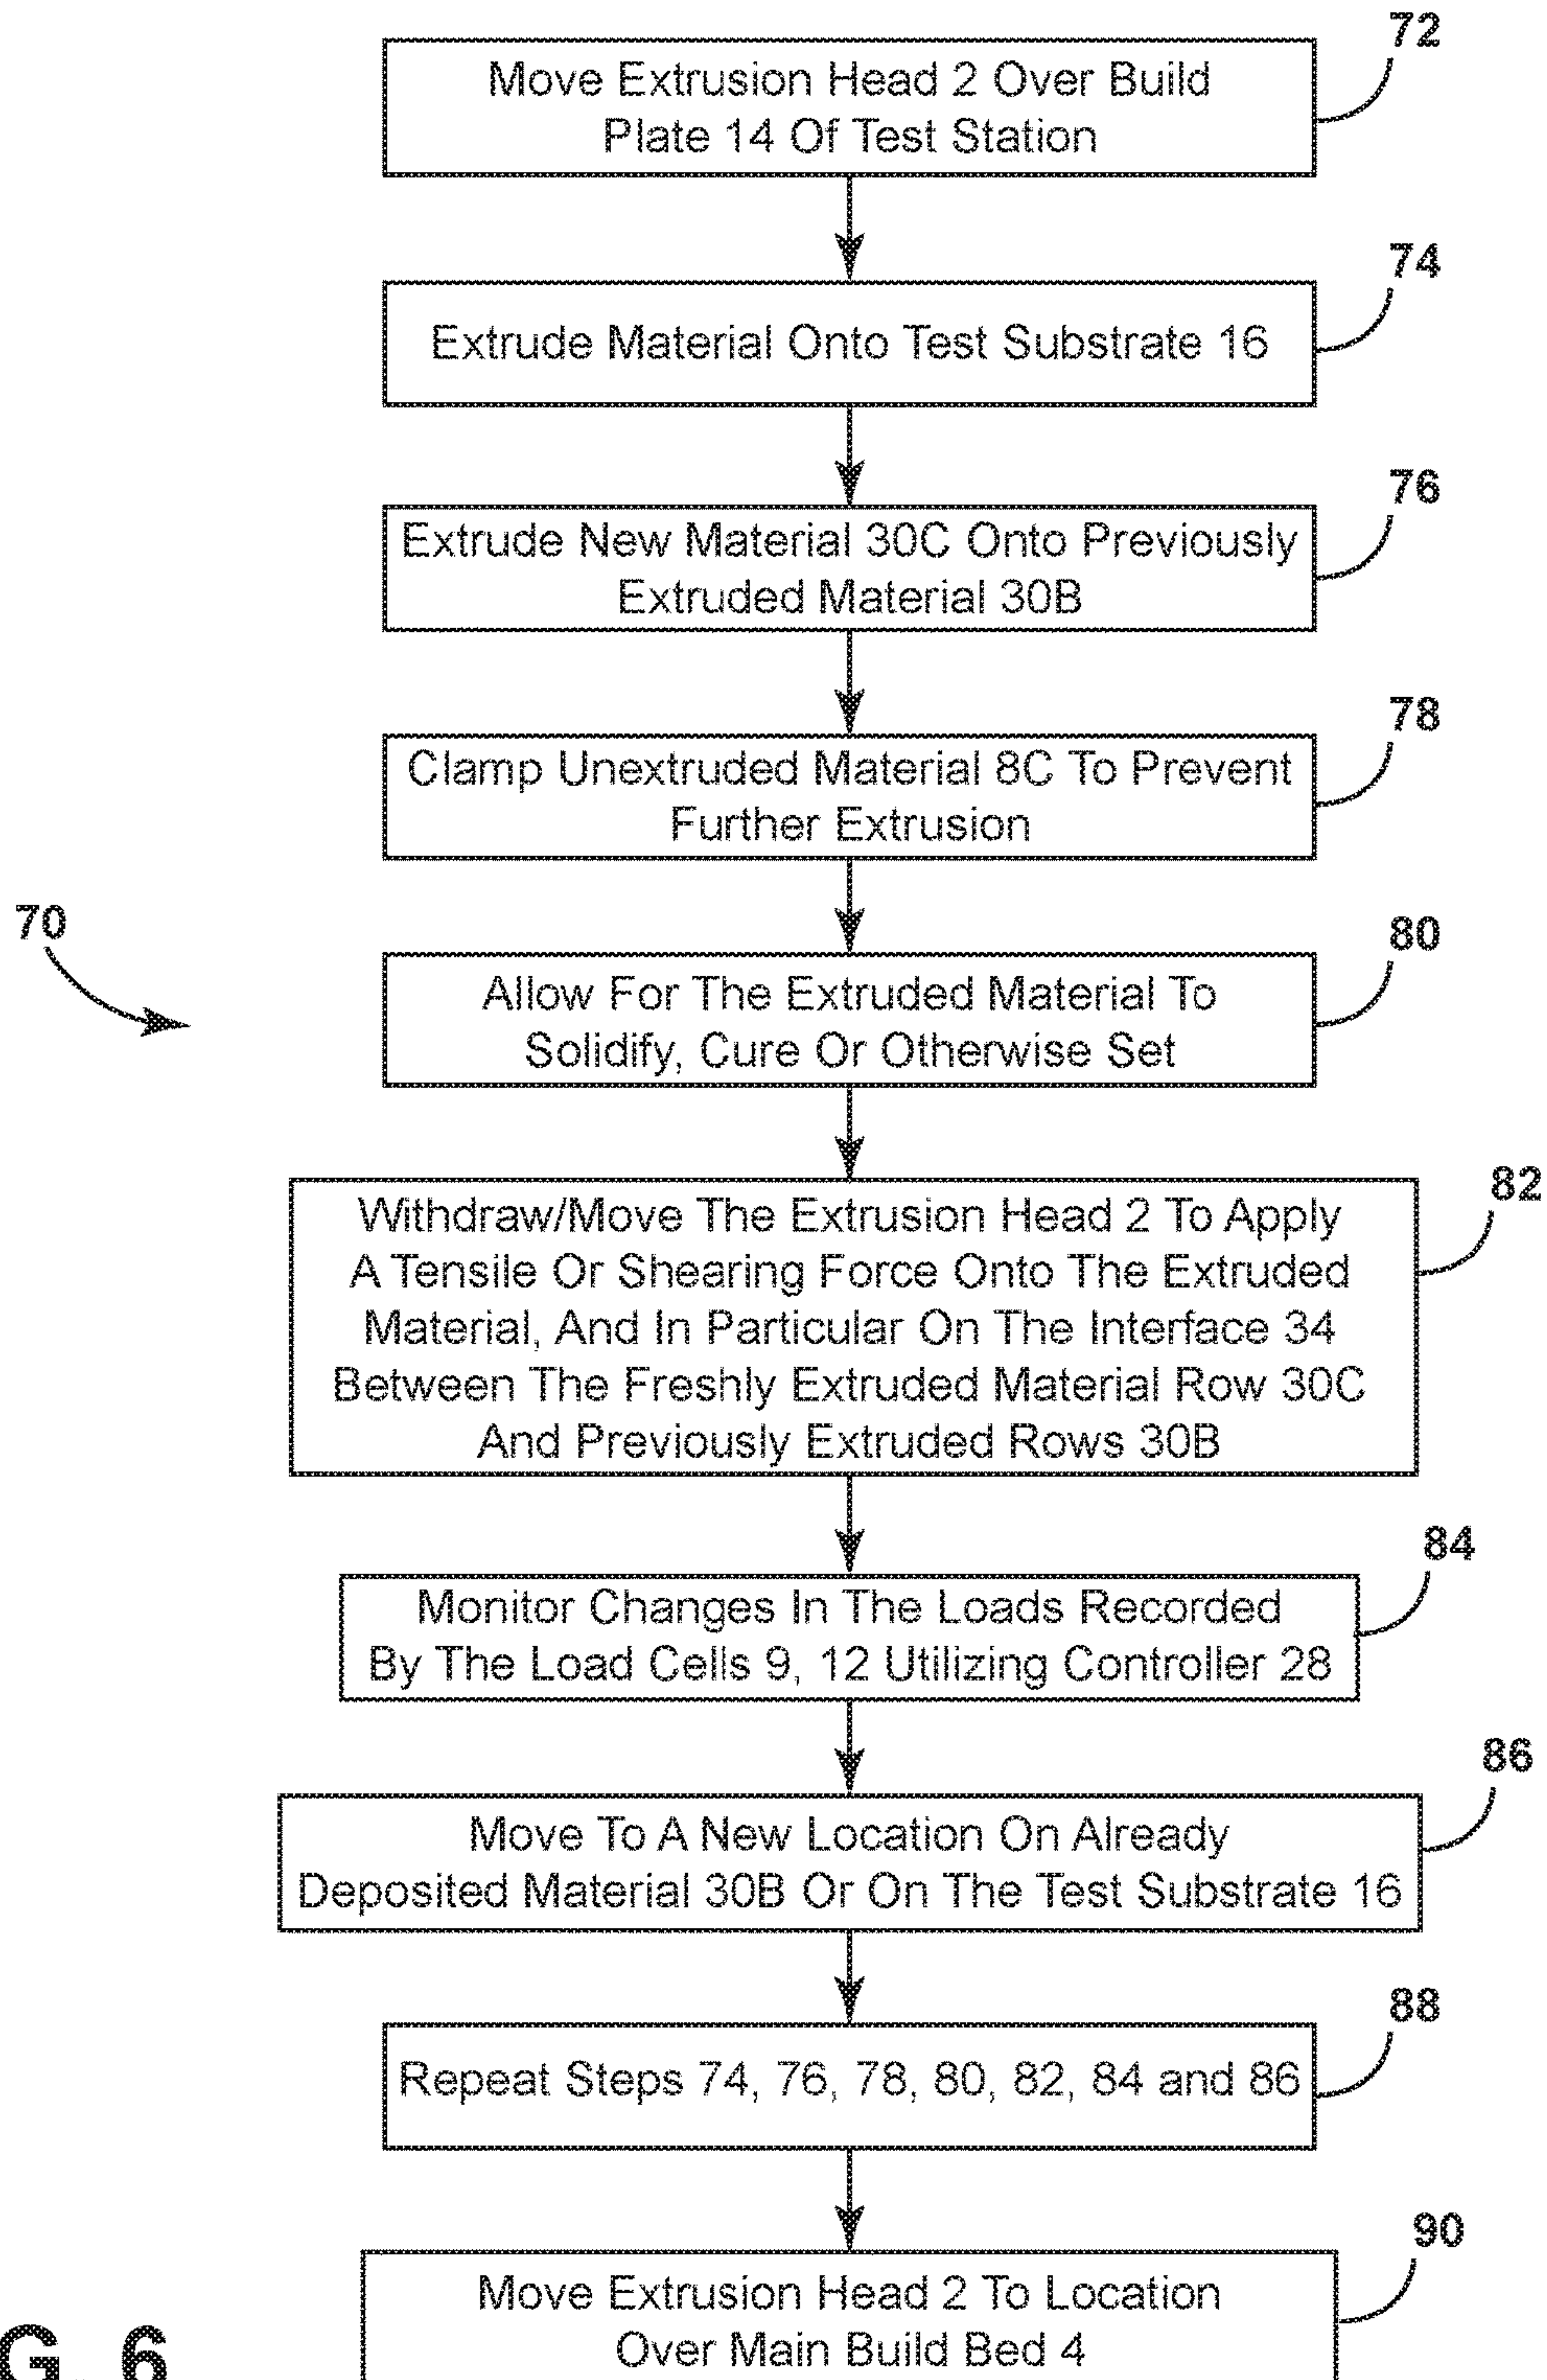 72
Move Extrusion Head 2 Over Build
Plate 14 Of Test Station
74
Extrude Material Onto Test Substrate 16
76
Extrude New Material 30C Onto Previously
Extruded Material 30B
78
Clamp Unextruded Material 8C To Prevent
Further Extrusion
70
80
Allow For The Extruded Material To
Solidify, Cure Or Otherwise Set
82
Withdraw/Move The Extrusion Head 2 To Apply
A Tensile Or Shearing Force Onto The Extruded
Material, And In Particular On The Interface 34
Between The Freshly Extruded Material Row 30C
And Previously Extruded Rows 30B
84
Monitor Changes In The Loads Recorded
By The Load Cells 9, 12 Utilizing Controller 28
86
Move To A New Location On Already
Deposited Material 30B Or On The Test Substrate 16
88
Repeat Steps 74, 76, 78, 80, 82, 84 and 86
90
Move Extrusion Head 2 To Location
Over Main Build Bed 4
G. 6